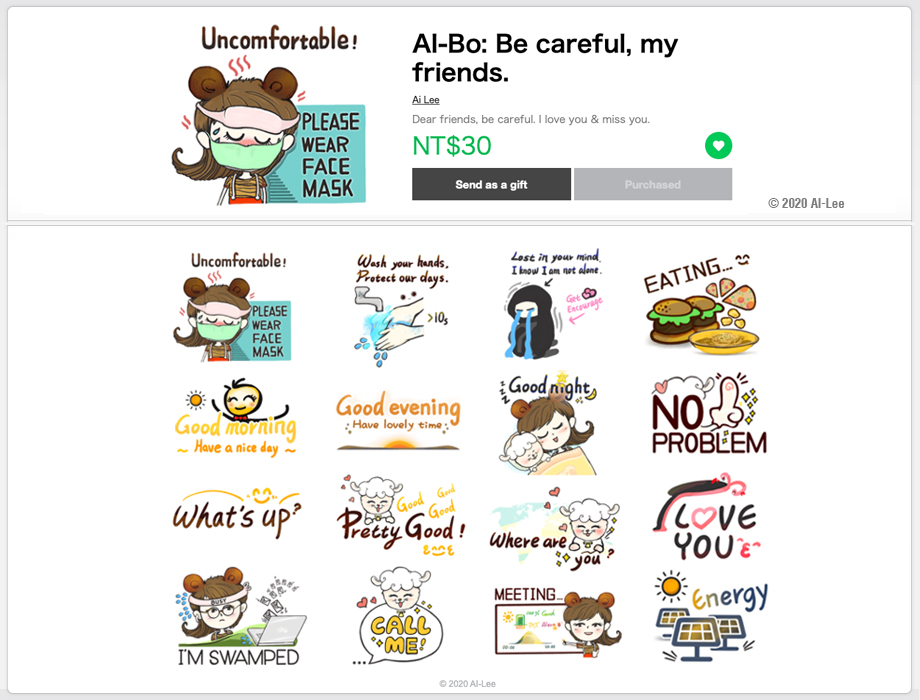 Uncomfortable!
PLEASE
WEAR
FACE
MASK
AI-Bo: Be careful, my
friends.
Ai Lee
Dear friends, be careful. I love you & miss you.
NT$30
Send as a gift
Purchased
© 2020 AI-Lee
Uncomfortable!
PLEASE
WEAR
FACE
MASK
Wash your hands.
Protect our days.
>10s
Lost in your mind.
I know I am not alone.
Get
Encourage
EATING...
Good morning
~ Have a nice day ~
Good evening
Have lovely time
zzz
Good night
NO
PROBLEM
What's up?
Good
Good
Good
Pretty Good!
Where are
you?
LOVE
YOU
BUSY
I'M SWAMPED
CALL
ME!
...
MEETING...
Energy
© 2020 AI-Lee